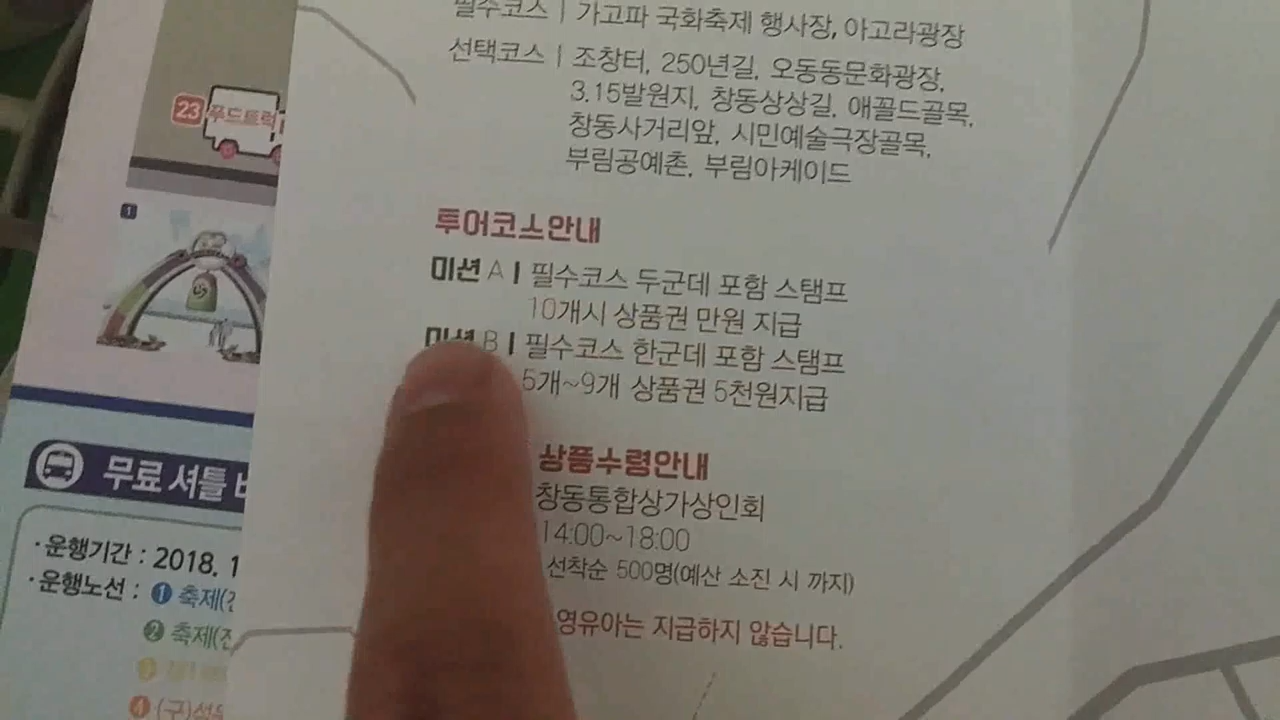 필수코스 | 가고파 국화축제 행사장, 아고라광장
선택코스 | 조창터, 250년길, 오동동문화광장,
3.15발원지, 창동상상길, 애꼴드골목,
창동사거리앞, 시민예술극장골목,
부림공예촌, 부림아케이드
투어코스안내
미션 A | 필수코스 두군데 포함 스탬프
10개시 상품권 만원 지급
미션 B | 필수코스 한군데 포함 스탬프
5개~9개 상품권 5천원지급
상품수령안내
창동통합상가상인회
14:00~18:00
선착순 500명(예산 소진 시 까지)
영유아는 지급하지 않습니다.
23 푸드트럭
1
무료 셔틀
·운행기간 : 2018. 1
·운행노선 : 1 축제(
2 축제(
3
4 (구)